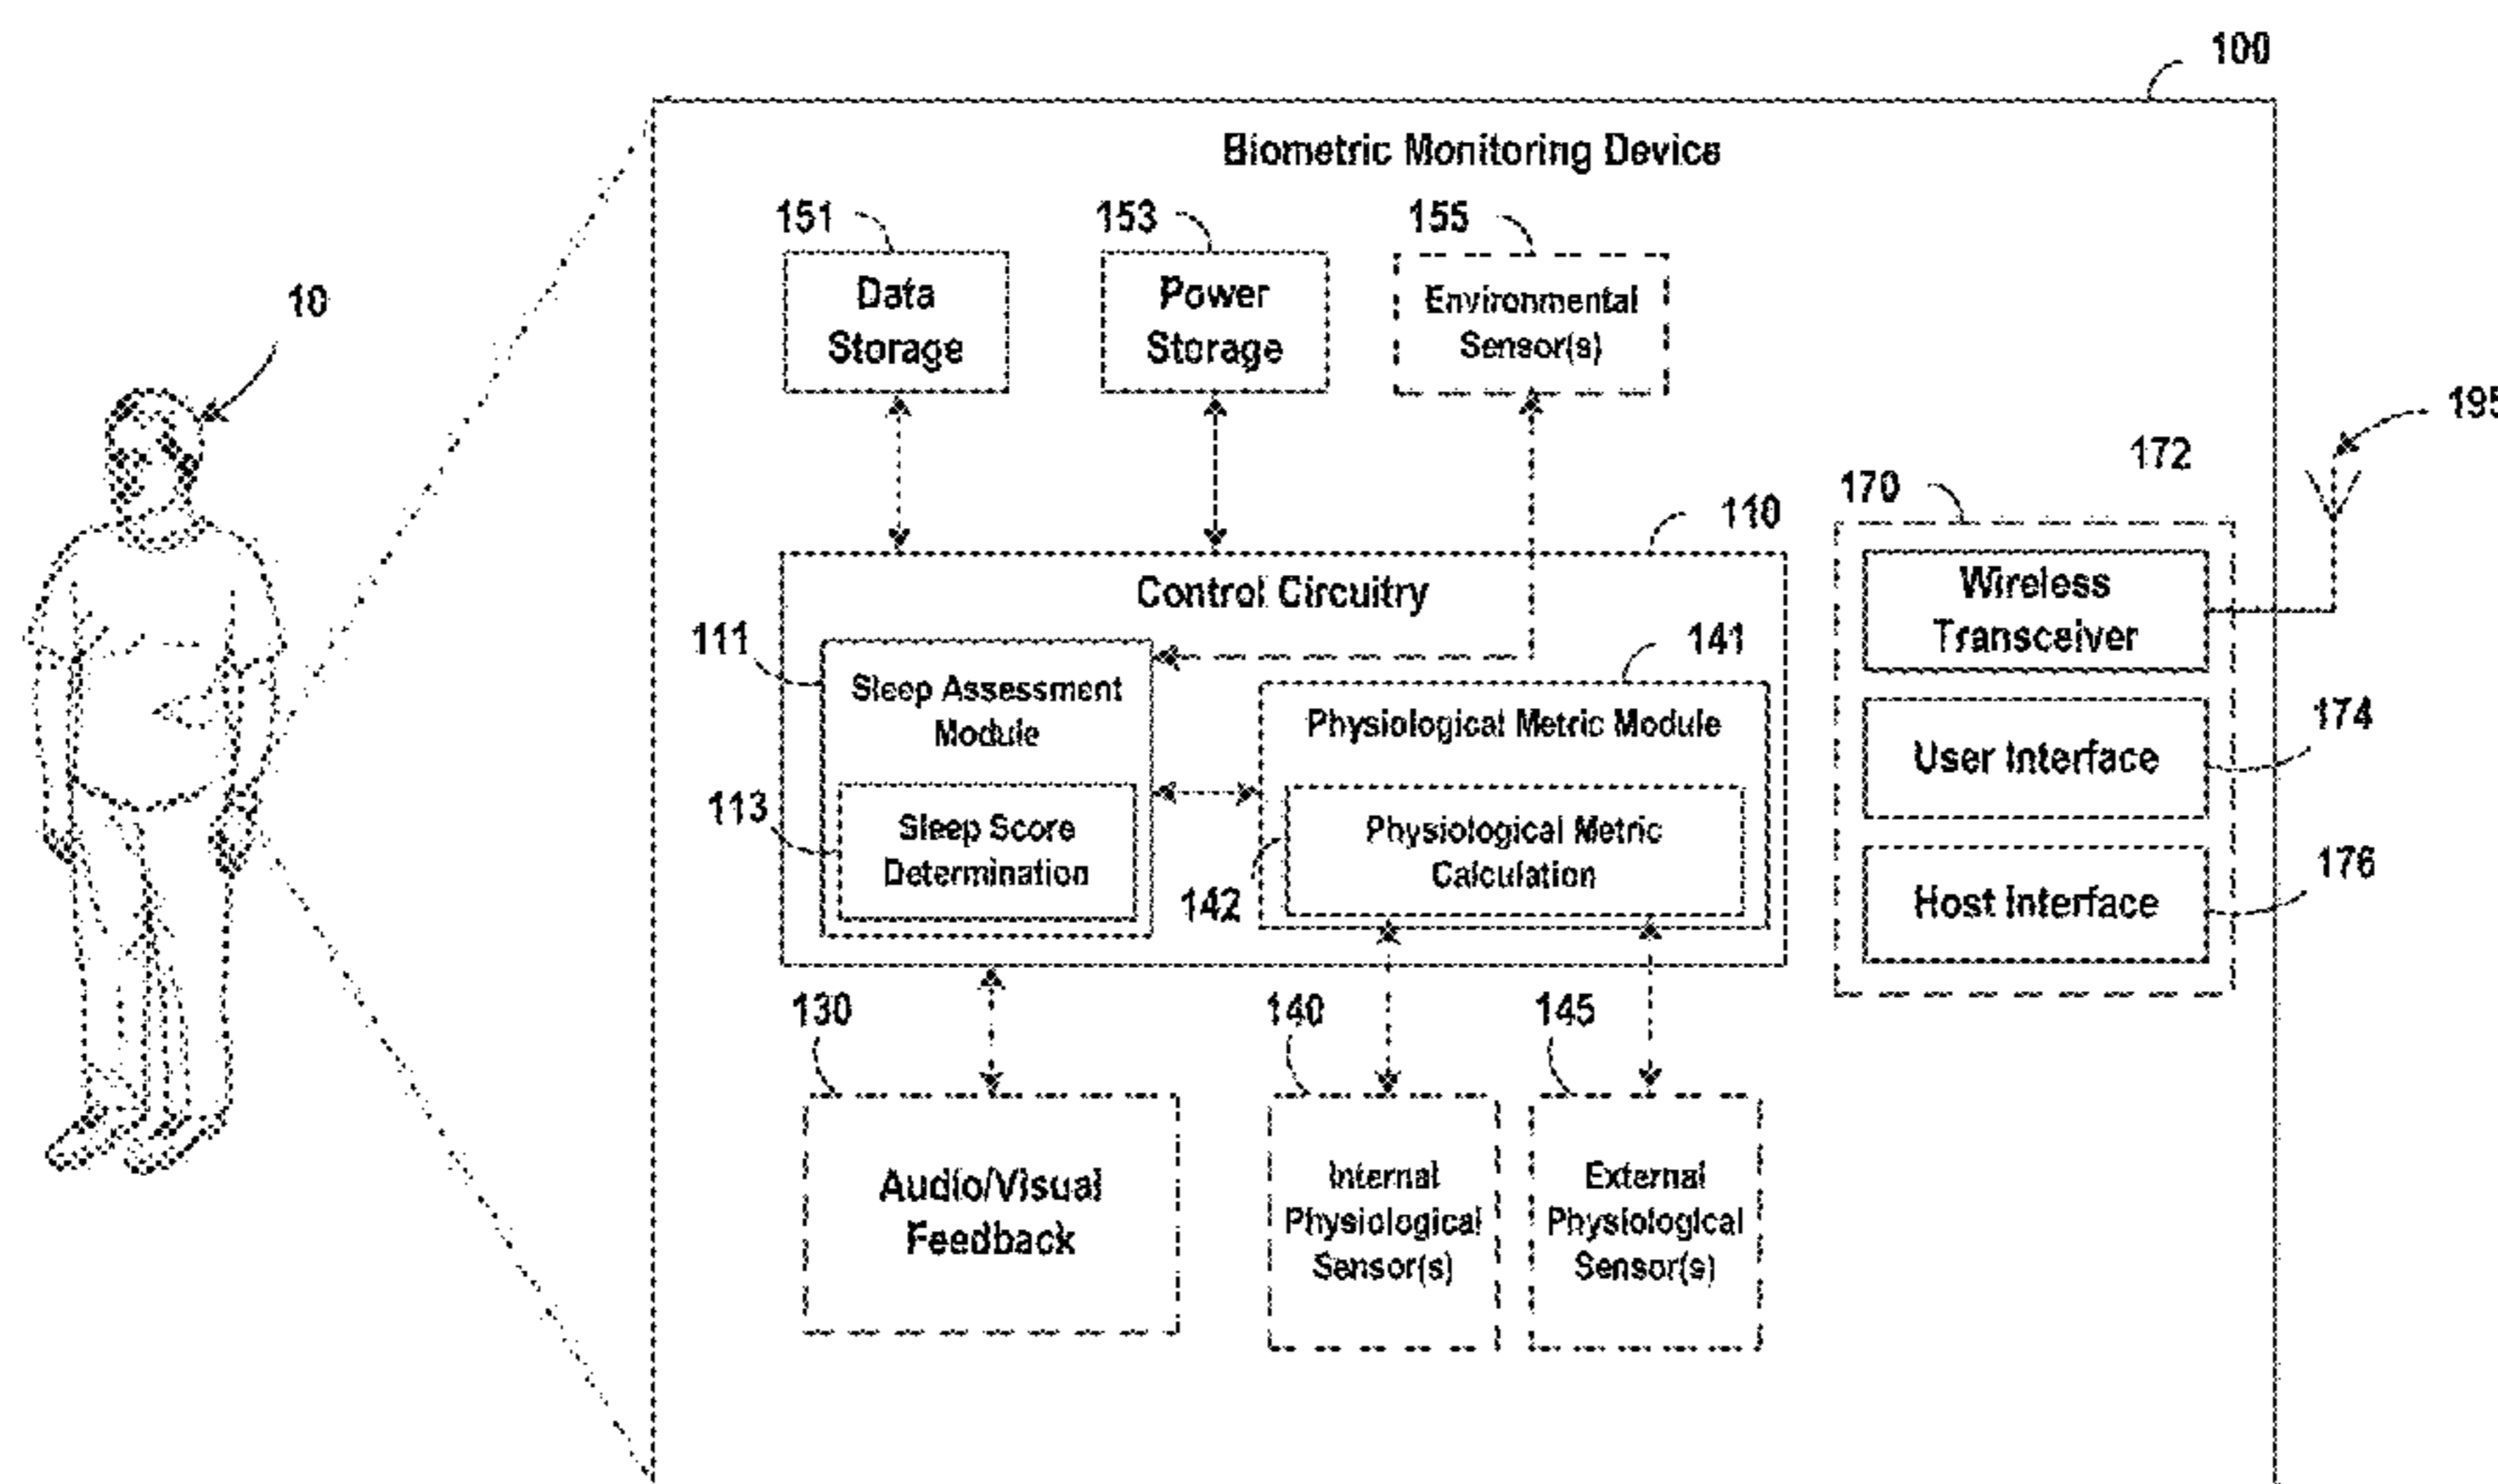 100
Biometric Monitoring Device
151
153
155
Data
Storage
Power
Storage
Environmental
Sensor(s)
10
195
172
170
110
Control Circuitry
Wireless
Transceiver
111
141
Sleep Assessment
Module
Physiological Metric Module
174
User Interface
113
Sleep Score
Determination
Physiological Metric
Calculation
142
176
Host Interface
130
140
145
Audio/Visual
Feedback
Internal
Physiological
Sensor(s)
External
Physiological
Sensor(s)